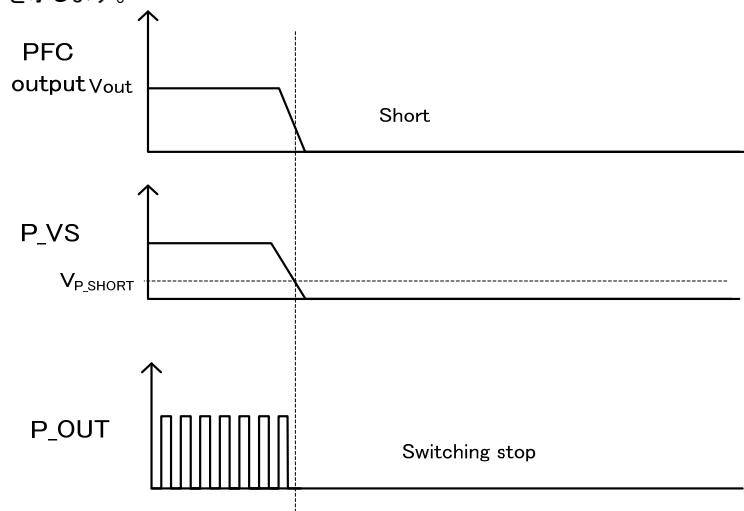 PFC
output Vout
Short
P_VS
VP_SHORT
P_OUT
Switching stop